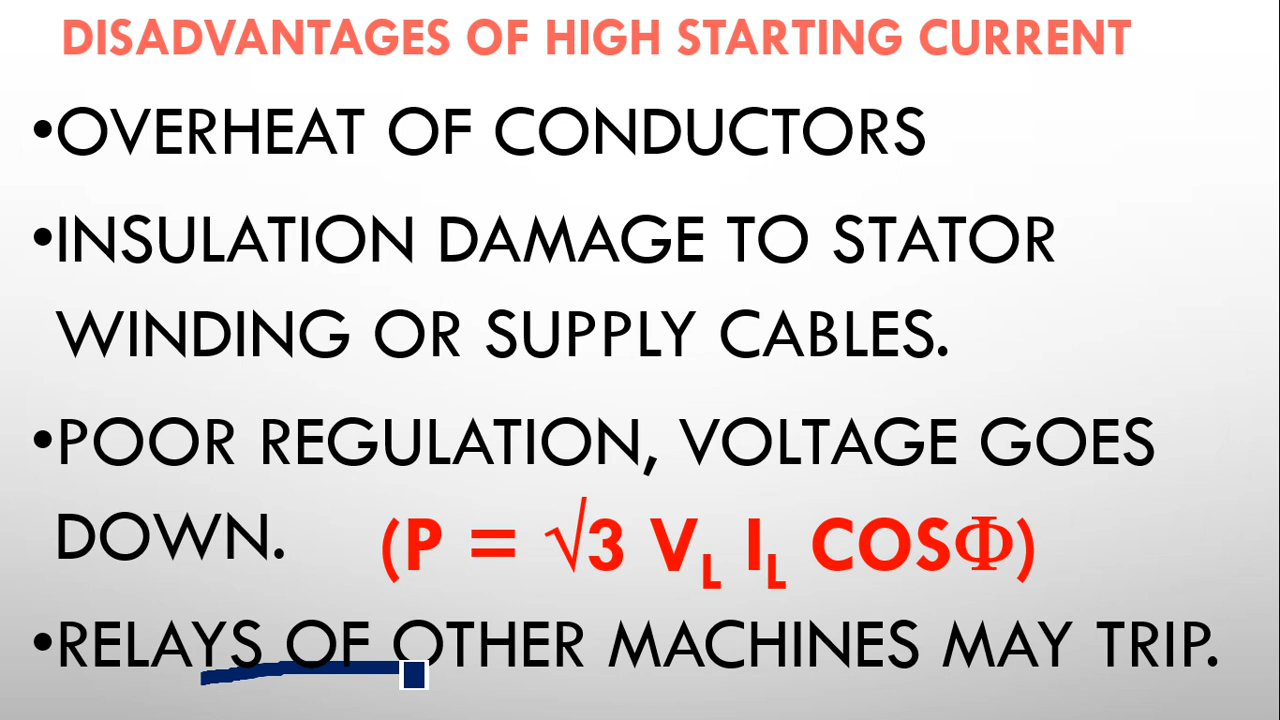 DISADVANTAGES OF HIGH STARTING CURRENT
•OVERHEAT OF CONDUCTORS
•INSULATION DAMAGE TO STATOR
WINDING OR SUPPLY CABLES.
•POOR REGULATION, VOLTAGE GOES
DOWN. (P = √3 VL IL COSΦ)
•RELAYS OF OTHER MACHINES MAY TRIP.